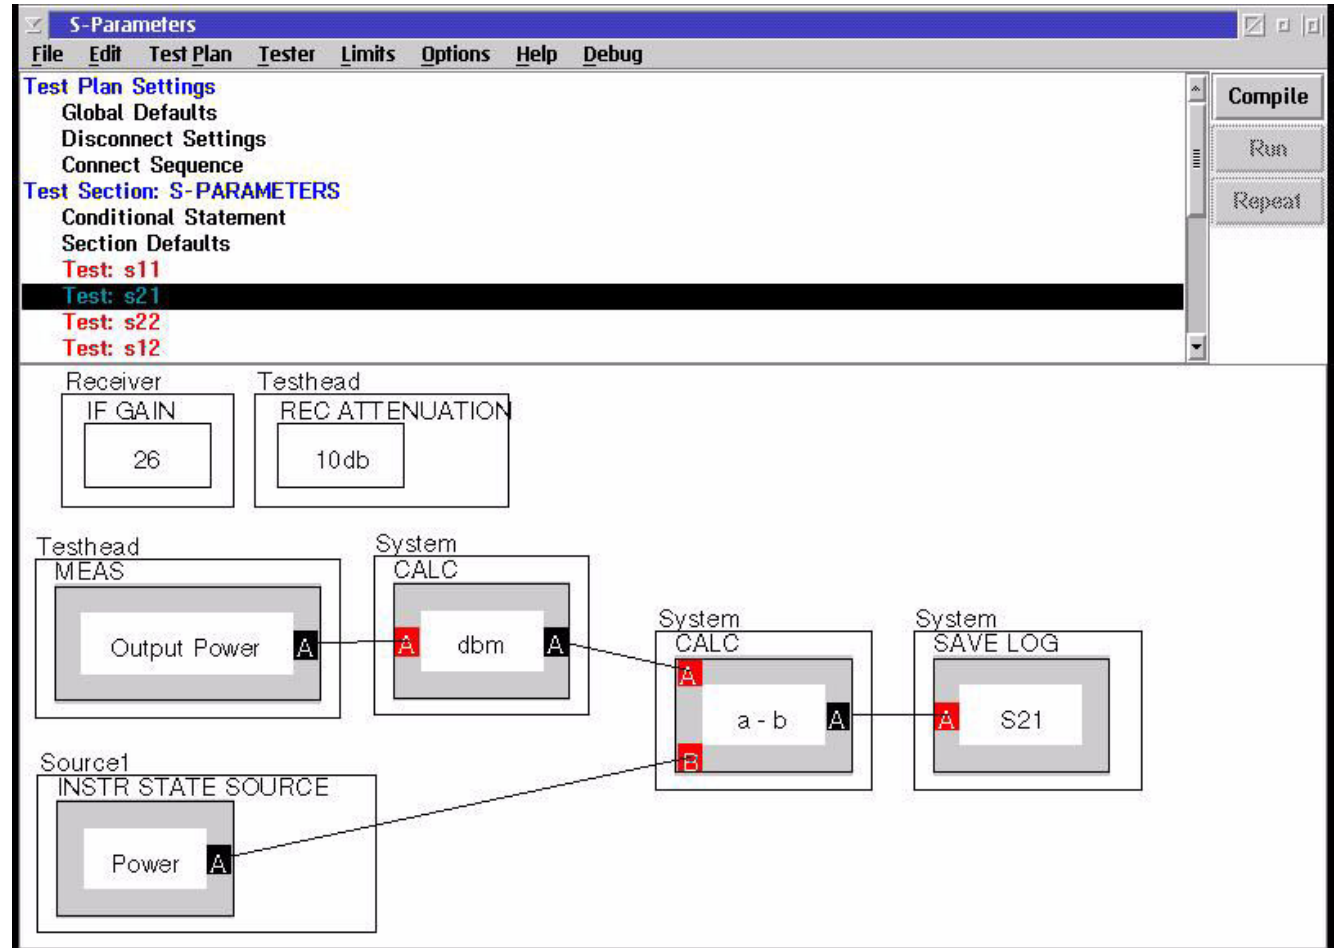 S-Parameters
File Edit Test Plan Tester Limits Options Help Debug
Test Plan Settings
Global Defaults
Disconnect Settings
Connect Sequence
Test Section: S-PARAMETERS
Conditional Statement
Section Defaults
Test: s11
Test: s21
Test: s22
Test: s12
Compile
Run
Repeat
Receiver
IF GAIN
26
Testhead
REC ATTENUATION
10db
Testhead
MEAS
Output Power A
System
CALC
A dbm A
System
CALC
A
a - b A
B
System
SAVE LOG
A S21
Source1
INSTR STATE SOURCE
Power A